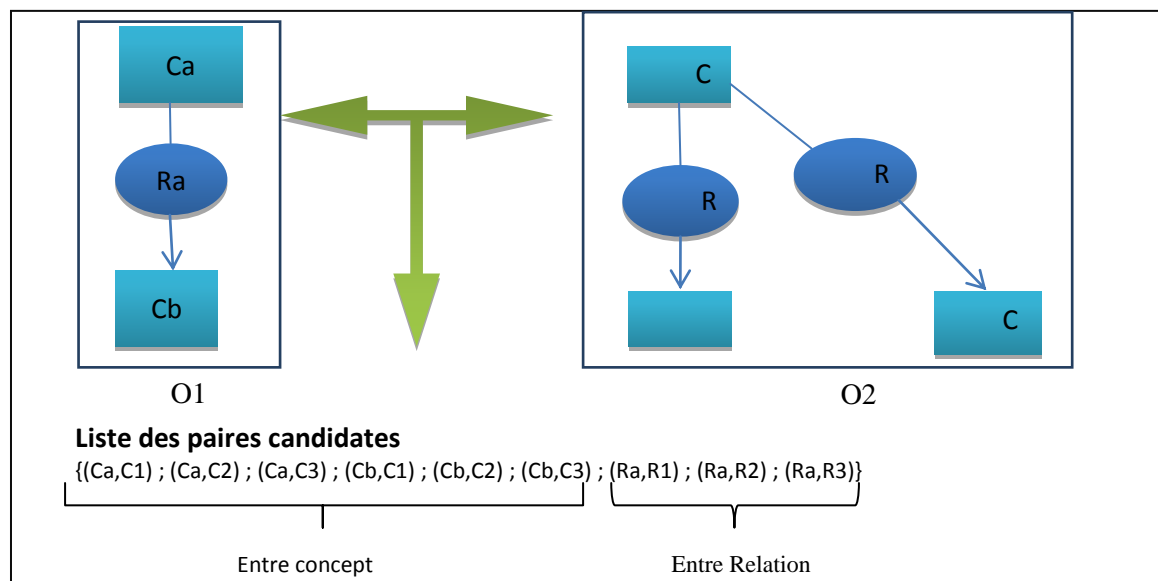 Ca
C
Ra
R
R
Cb
C
O1
O2
Liste des paires candidates
{(Ca,C1) ; (Ca,C2) ; (Ca,C3) ; (Cb,C1) ; (Cb,C2) ; (Cb,C3) ; (Ra,R1) ; (Ra,R2) ; (Ra,R3)}
Entre concept
Entre Relation